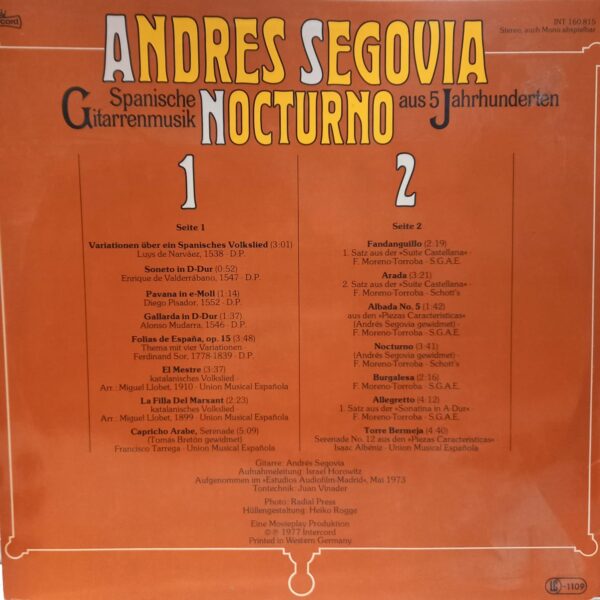 INT 160.815
Stereo, auch Mono abspielbar
ANDRES SEGOVIA
Spanische Gitarrenmusik NOCTURNO aus 5 Jahrhunderten
1
Seite 1
Variationen über ein Spanisches Volkslied (3:01)
Luys de Narváez, 1538 · D.P.
Soneto in D-Dur (0:52)
Enrique de Valderrábano, 1547 · D.P.
Pavana in e-Moll (1:14)
Diego Pisador, 1552 · D.P.
Gallarda in D-Dur (1:37)
Alonso Mudarra, 1546 · D.P.
Folias de España, op. 15 (3:48)
Thema mit vier Variationen
Ferdinand Sor, 1778-1839 · D.P.
El Mestre (3:37)
katalanisches Volkslied
Arr.: Miguel Llobet, 1910 · Union Musical Española
La Filla Del Marsant (2:23)
katalanisches Volkslied
Arr.: Miguel Llobet, 1899 · Union Musical Española
Capricho Arabe, Serenade (5:09)
(Tomás Bretón gewidmet)
Francisco Tarrega · Union Musical Española
2
Seite 2
Fandanguillo (2:19)
1. Satz aus der »Suite Castellana«
F. Moreno-Torroba · S.G.A.E.
Arada (3:21)
2. Satz aus der »Suite Castellana«
F. Moreno-Torroba · Schott's
Albada No. 5 (1:42)
aus den »Piezas Caracteristicas«
(Andrés Segovia gewidmet)
F. Moreno-Torroba · S.G.A.E.
Nocturno (3:41)
(Andrés Segovia gewidmet) ·
F. Moreno-Torroba · Schott's
Burgalesa (2:16)
F. Moreno-Torroba · S.G.A.E.
Allegretto (4:12)
1. Satz aus der »Sonatina in A-Dur«
F. Moreno-Torroba · S.G.A.E.
Torre Bermeja (4:40)
Serenade No. 12 aus den »Piezas Caracteristicas«
Isaac Albéniz · Union Musical Española
Gitarre: Andrés Segovia
Aufnahmeleitung: Israel Horowitz
Aufgenommen im »Estudios Audiofilm-Madrid«, Mai 1973
Tontechnik: Juan Vinader
Photo: Radial Press
Hüllengestaltung: Heiko Rogge
Eine Movieplay Produktion
© ℗ 1977 Intercord
Printed in Western Germany
-1109